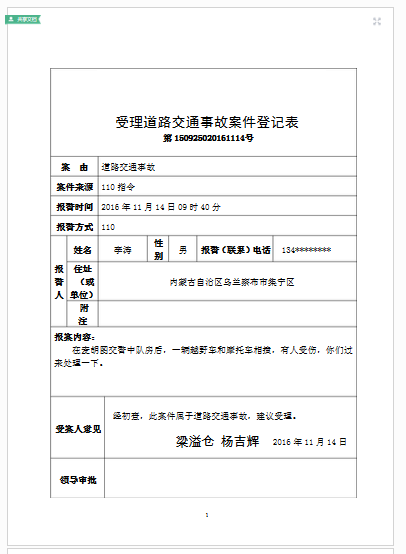 共享文档
受理道路交通事故案件登记表
第 150925020161114号
案 由 道路交通事故
案件来源 110 指令
报警时间 2016 年 11 月 14 日 09 时 40 分
报警方式 110
报警人 姓名 李海 性别 男 报警（联系）电话 134********
住址（或单位） 内蒙古自治区乌兰察布市集宁区
附注
报案内容：
在麦胡图交警中队房后，一辆越野车和摩托车相撞，有人受伤，你们过
来处理一下。
受案人意见 经初查，此案件属于道路交通事故，建议受理。
梁溢仓 杨吉辉 2016 年 11 月 14 日
领导审批
1